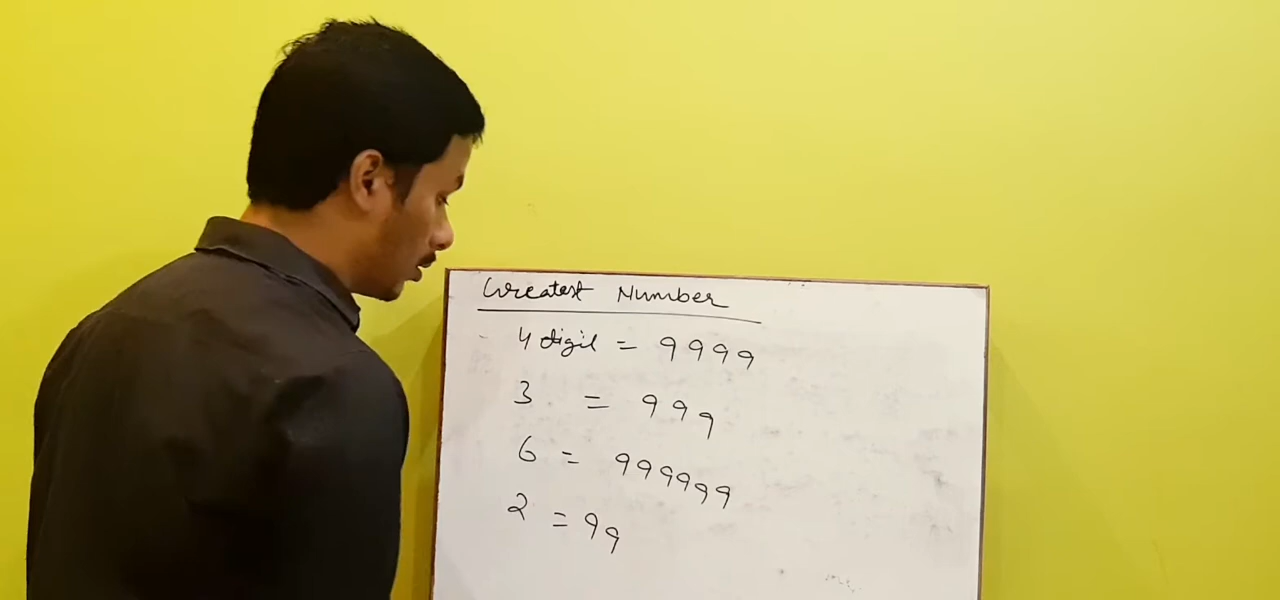 Greatest Number
4 digit = 9999
3 = 999
6 = 999999
2 = 99